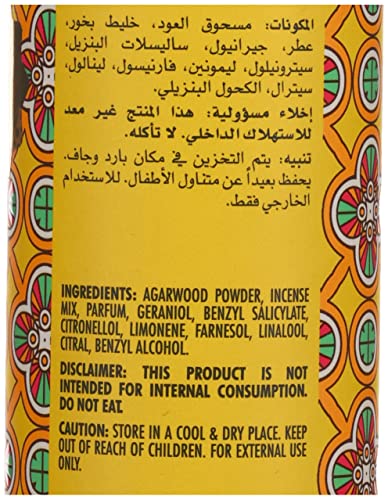 المكونات: مسحوق العود، خليط بخور،
عطر، جيرانيول، ساليسلات البنزيل،
سيترونيلول، ليمونين، فارنيسول، لينالول،
سيترال، الكحول البنزيلي.
إخلاء مسؤولية: هذا المنتج غير معد
للاستهلاك الداخلي. لا تأكله.
تنبيه: يتم التخزين في مكان بارد وجاف.
يحفظ بعيداً عن متناول الأطفال. للاستخدام
الخارجي فقط.
INGREDIENTS: AGARWOOD POWDER, INCENSE
MIX, PARFUM, GERANIOL, BENZYL SALICYLATE,
CITRONELLOL, LIMONENE, FARNESOL, LINALOOL,
CITRAL, BENZYL ALCOHOL.
DISCLAIMER: THIS PRODUCT IS NOT
INTENDED FOR INTERNAL CONSUMPTION.
DO NOT EAT.
CAUTION: STORE IN A COOL & DRY PLACE. KEEP
OUT OF REACH OF CHILDREN. FOR EXTERNAL USE
ONLY.